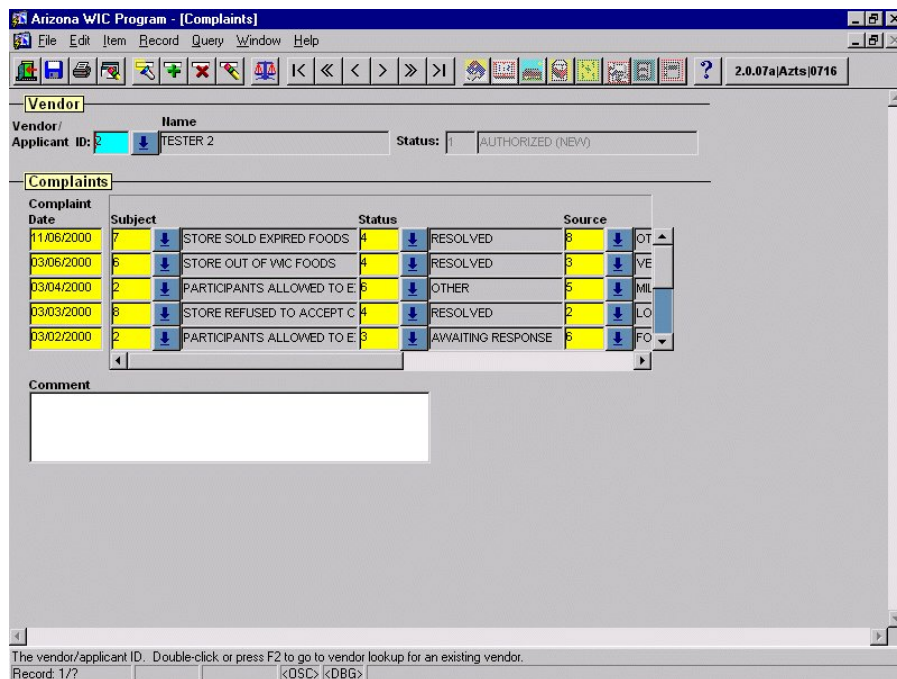 Arizona WIC Program - [Complaints]
File Edit Item Record Query Window Help
2.0.07a|Azts|0716
Vendor
Vendor/ Name
Applicant ID: 2 TESTER 2 Status: 1 AUTHORIZED (NEW)
Complaints
Complaint
Date Subject Status Source
11/06/2000 7 STORE SOLD EXPIRED FOODS 4 RESOLVED 8 OT
03/06/2000 6 STORE OUT OF WIC FOODS 4 RESOLVED 3 VE
03/04/2000 2 PARTICIPANTS ALLOWED TO E 6 OTHER 5 MIL
03/03/2000 8 STORE REFUSED TO ACCEPT C 4 RESOLVED 2 LO
03/02/2000 2 PARTICIPANTS ALLOWED TO E 3 AWAITING RESPONSE 6 FO
Comment
The vendor/applicant ID. Double-click or press F2 to go to vendor lookup for an existing vendor.
Record: 1/? <OSC> <DBG>